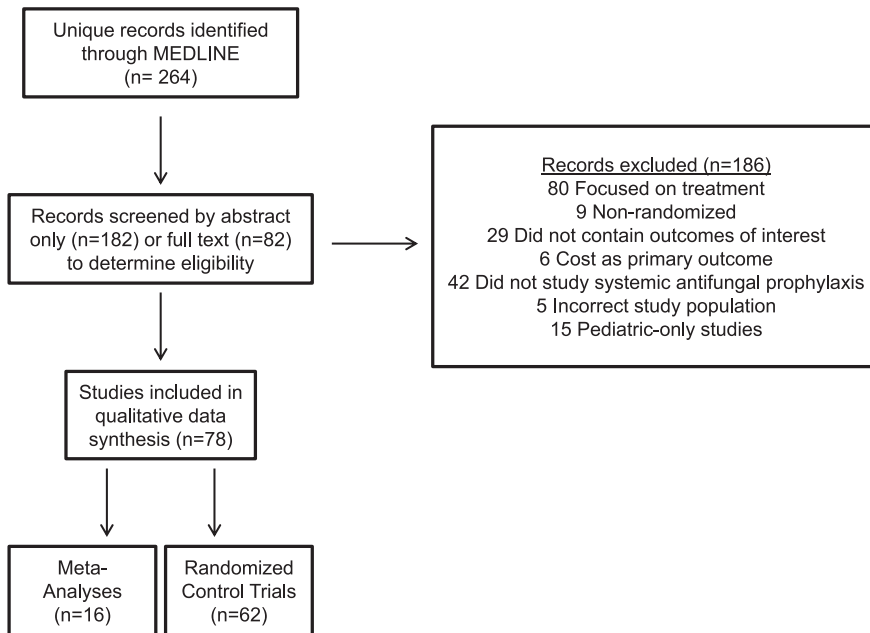 Unique records identified
through MEDLINE
(n= 264)
Records screened by abstract
only (n=182) or full text (n=82)
to determine eligibility
Records excluded (n=186)
80 Focused on treatment
9 Non-randomized
29 Did not contain outcomes of interest
6 Cost as primary outcome
42 Did not study systemic antifungal prophylaxis
5 Incorrect study population
15 Pediatric-only studies
Studies included in
qualitative data
synthesis (n=78)
Meta-
Analyses
(n=16)
Randomized
Control Trials
(n=62)